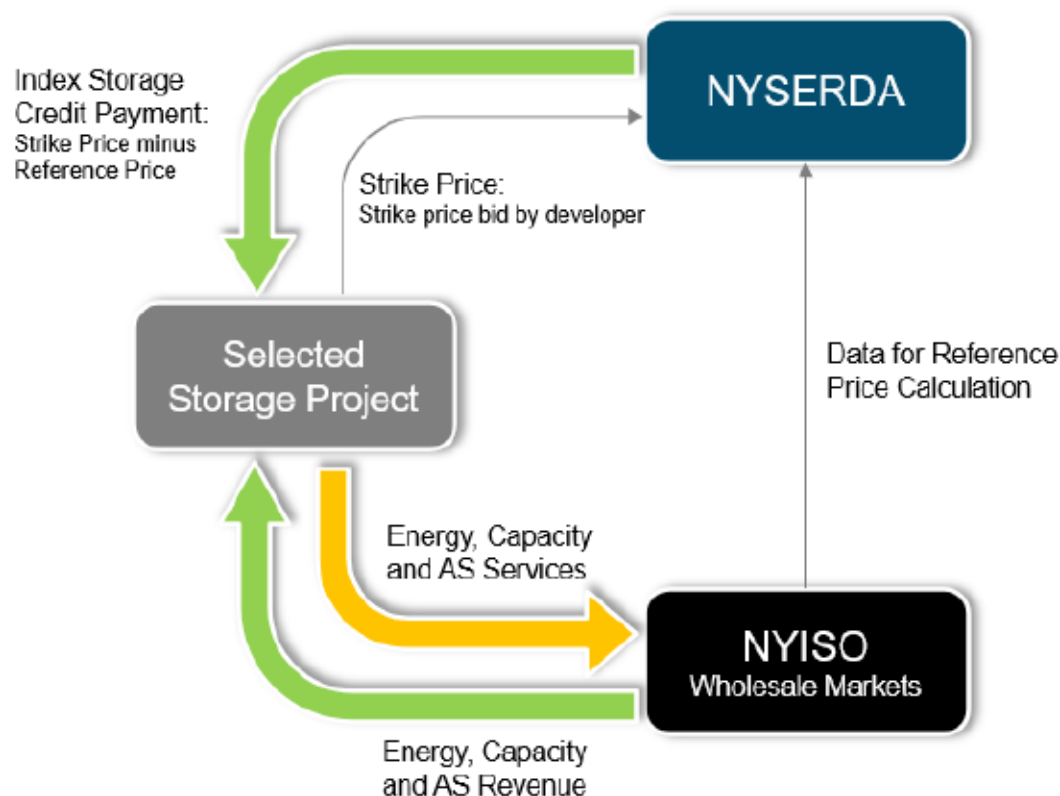 NYSERDA
Index Storage
Credit Payment:
Strike Price minus
Reference Price
Strike Price:
Strike price bid by developer
Selected
Storage Project
Data for Reference
Price Calculation
Energy, Capacity
and AS Services
NYISO
Wholesale Markets
Energy, Capacity
and AS Revenue